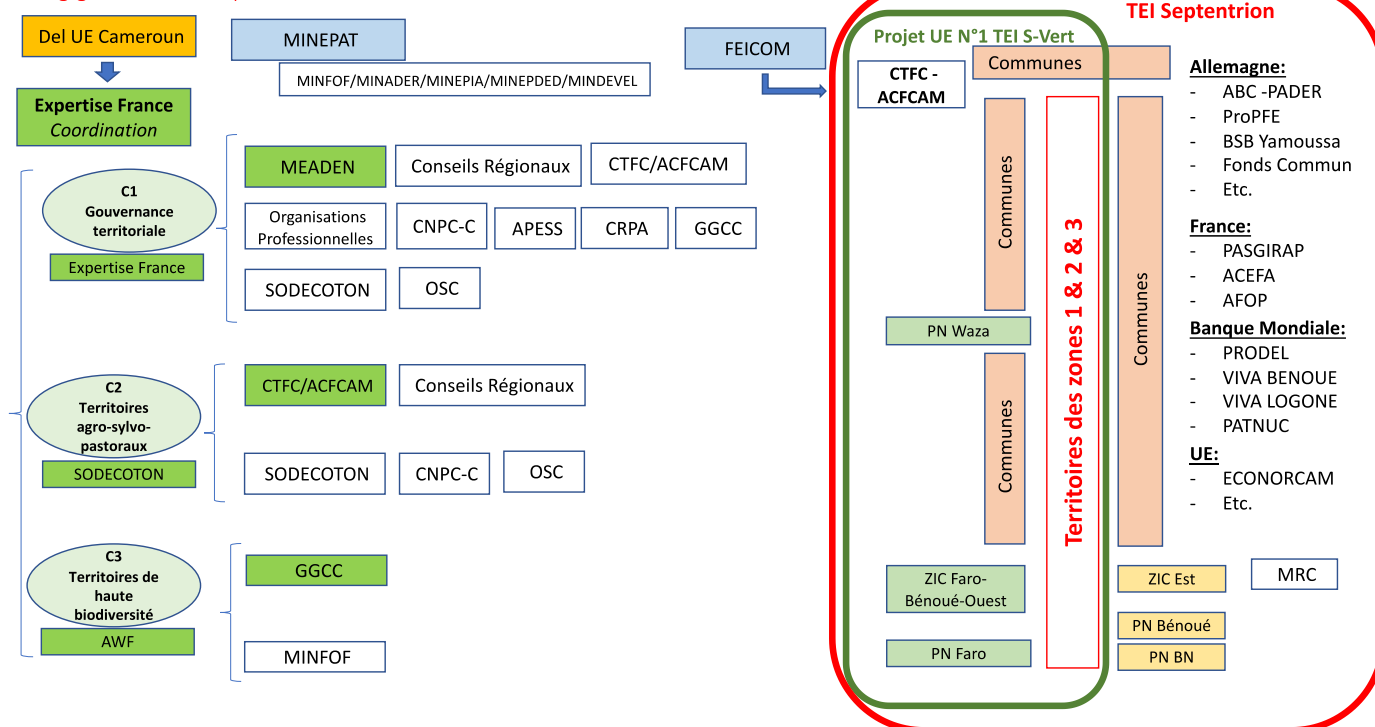 TEI Septentrion
Del UE Cameroun
MINEPAT
FEICOM
Projet UE N°1 TEI S-Vert
MINFOF/MINADER/MINEPIA/MINEPDED/MINDEVEL
CTFC -
ACFCAM
Communes
Expertise France
Coordination
C1
Gouvernance
territoriale
Expertise France
MEADEN
Conseils Régionaux
CTFC/ACFCAM
Organisations
Professionnelles
CNPC-C
APESS
CRPA
GGCC
SODECOTON
OSC
C2
Territoires
agro-sylvo-
pastoraux
SODECOTON
CTFC/ACFCAM
Conseils Régionaux
SODECOTON
CNPC-C
OSC
C3
Territoires de
haute
biodiversité
AWF
GGCC
MINFOF
Communes
PN Waza
Communes
ZIC Faro-
Bénoué-Ouest
PN Faro
Territoires des zones 1 & 2 & 3
Communes
ZIC Est
MRC
PN Bénoué
PN BN
Allemagne:
- ABC -PADER
- ProPFE
- BSB Yamoussa
- Fonds Commun
- Etc.
France:
- PASGIRAP
- ACEFA
- AFOP
Banque Mondiale:
- PRODEL
- VIVA BENOUE
- VIVA LOGONE
- PATNUC
UE:
- ECONORCAM
- Etc.